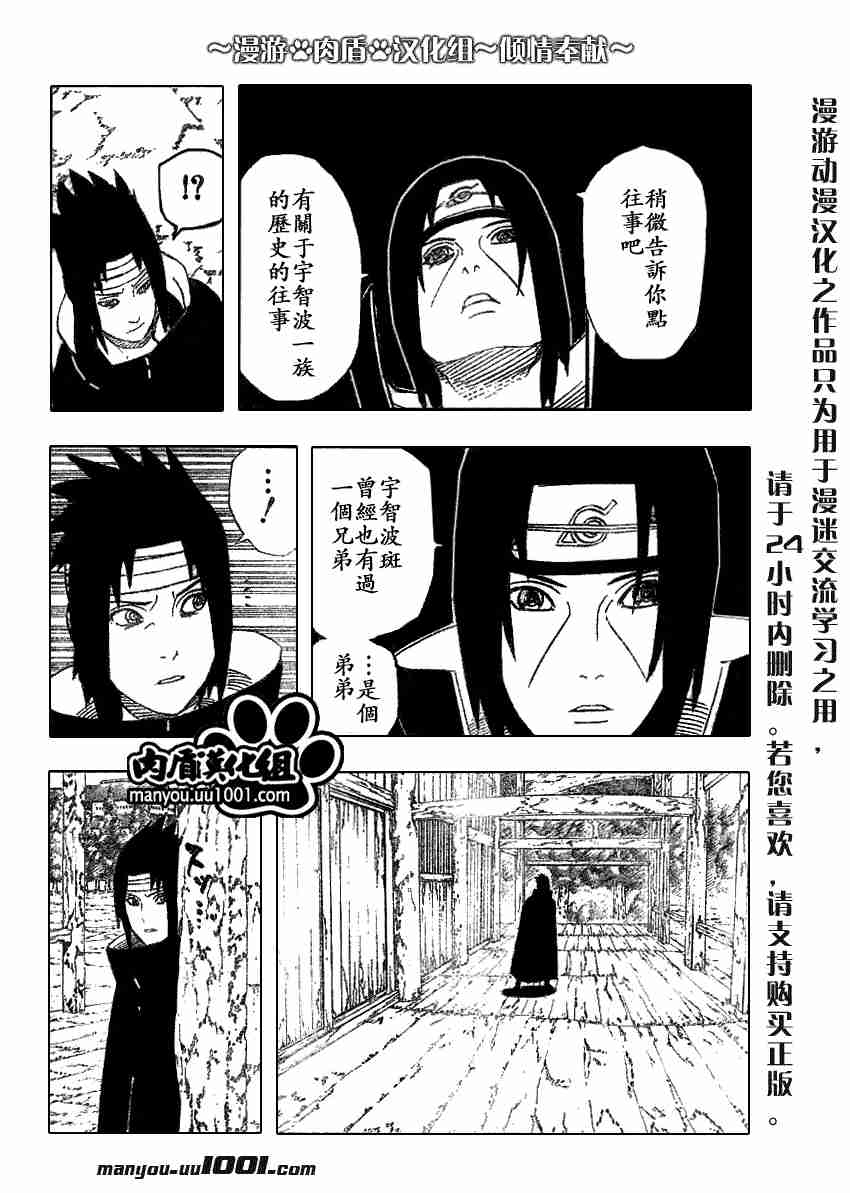 ～漫游 肉盾 汉化组～倾情奉献～
稍微告訴你點
往事吧
有關于宇智波一族
的歷史的往事
!?
宇智波斑
曾經也有過
一個兄弟
…是個
弟弟
…!
肉盾漢化組
manyou.uu1001.com
スッ…
漫游动漫汉化之作品只为用于漫迷交流学习之用，
请于24小时内删除。若您喜欢，请支持购买正版。
manyou-uu1001.com